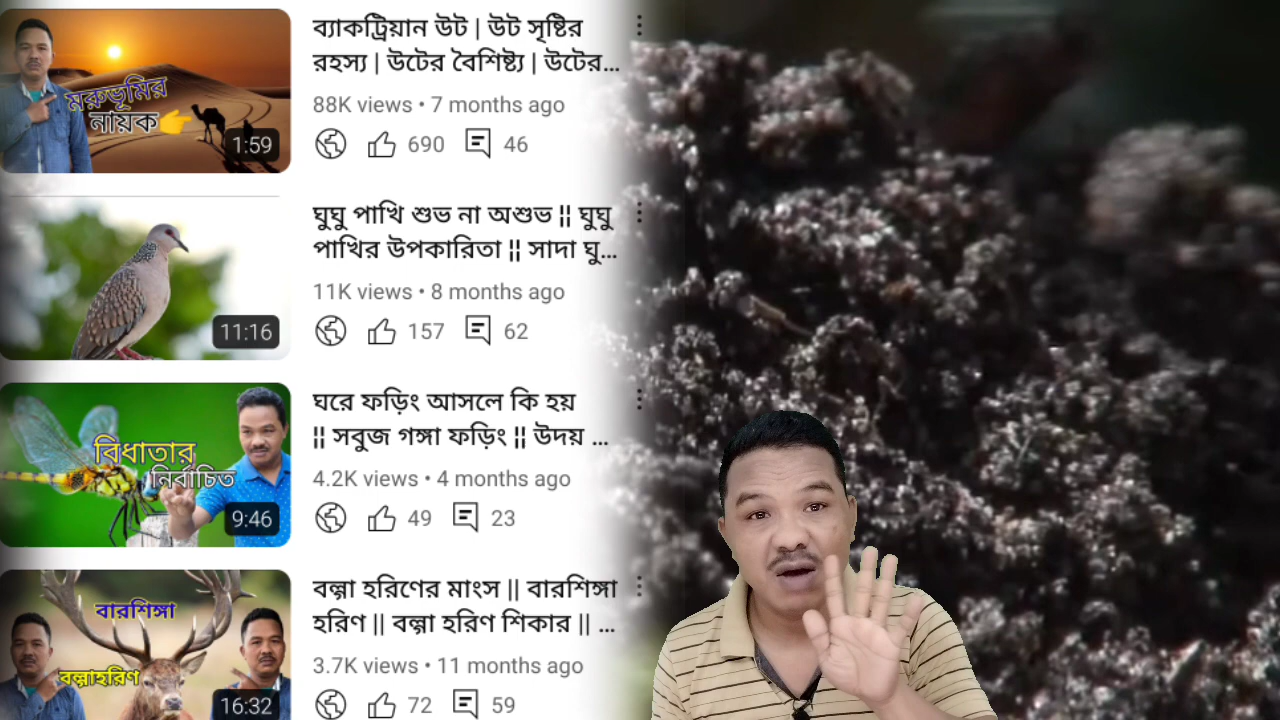 মরুভূমির
নায়ক
1:59
ব্যাকট্রিয়ান উট | উট সৃষ্টির
রহস্য | উটের বৈশিষ্ট্য | উটের...
88K views • 7 months ago
690 46
11:16
ঘুঘু পাখি শুভ না অশুভ ¦¦ ঘুঘু
পাখির উপকারিতা ¦¦ সাদা ঘু...
11K views • 8 months ago
157 62
বিধাতার
নির্বাচিত
9:46
ঘরে ফড়িং আসলে কি হয়
¦¦ সবুজ গঙ্গা ফড়িং ¦¦ উদয় ...
4.2K views • 4 months ago
49 23
বারশিঙ্গা
বল্গাহরিণ
16:32
বল্গা হরিণের মাংস || বারশিঙ্গা
হরিণ || বল্গা হরিণ শিকার || ...
3.7K views • 11 months ago
72 59